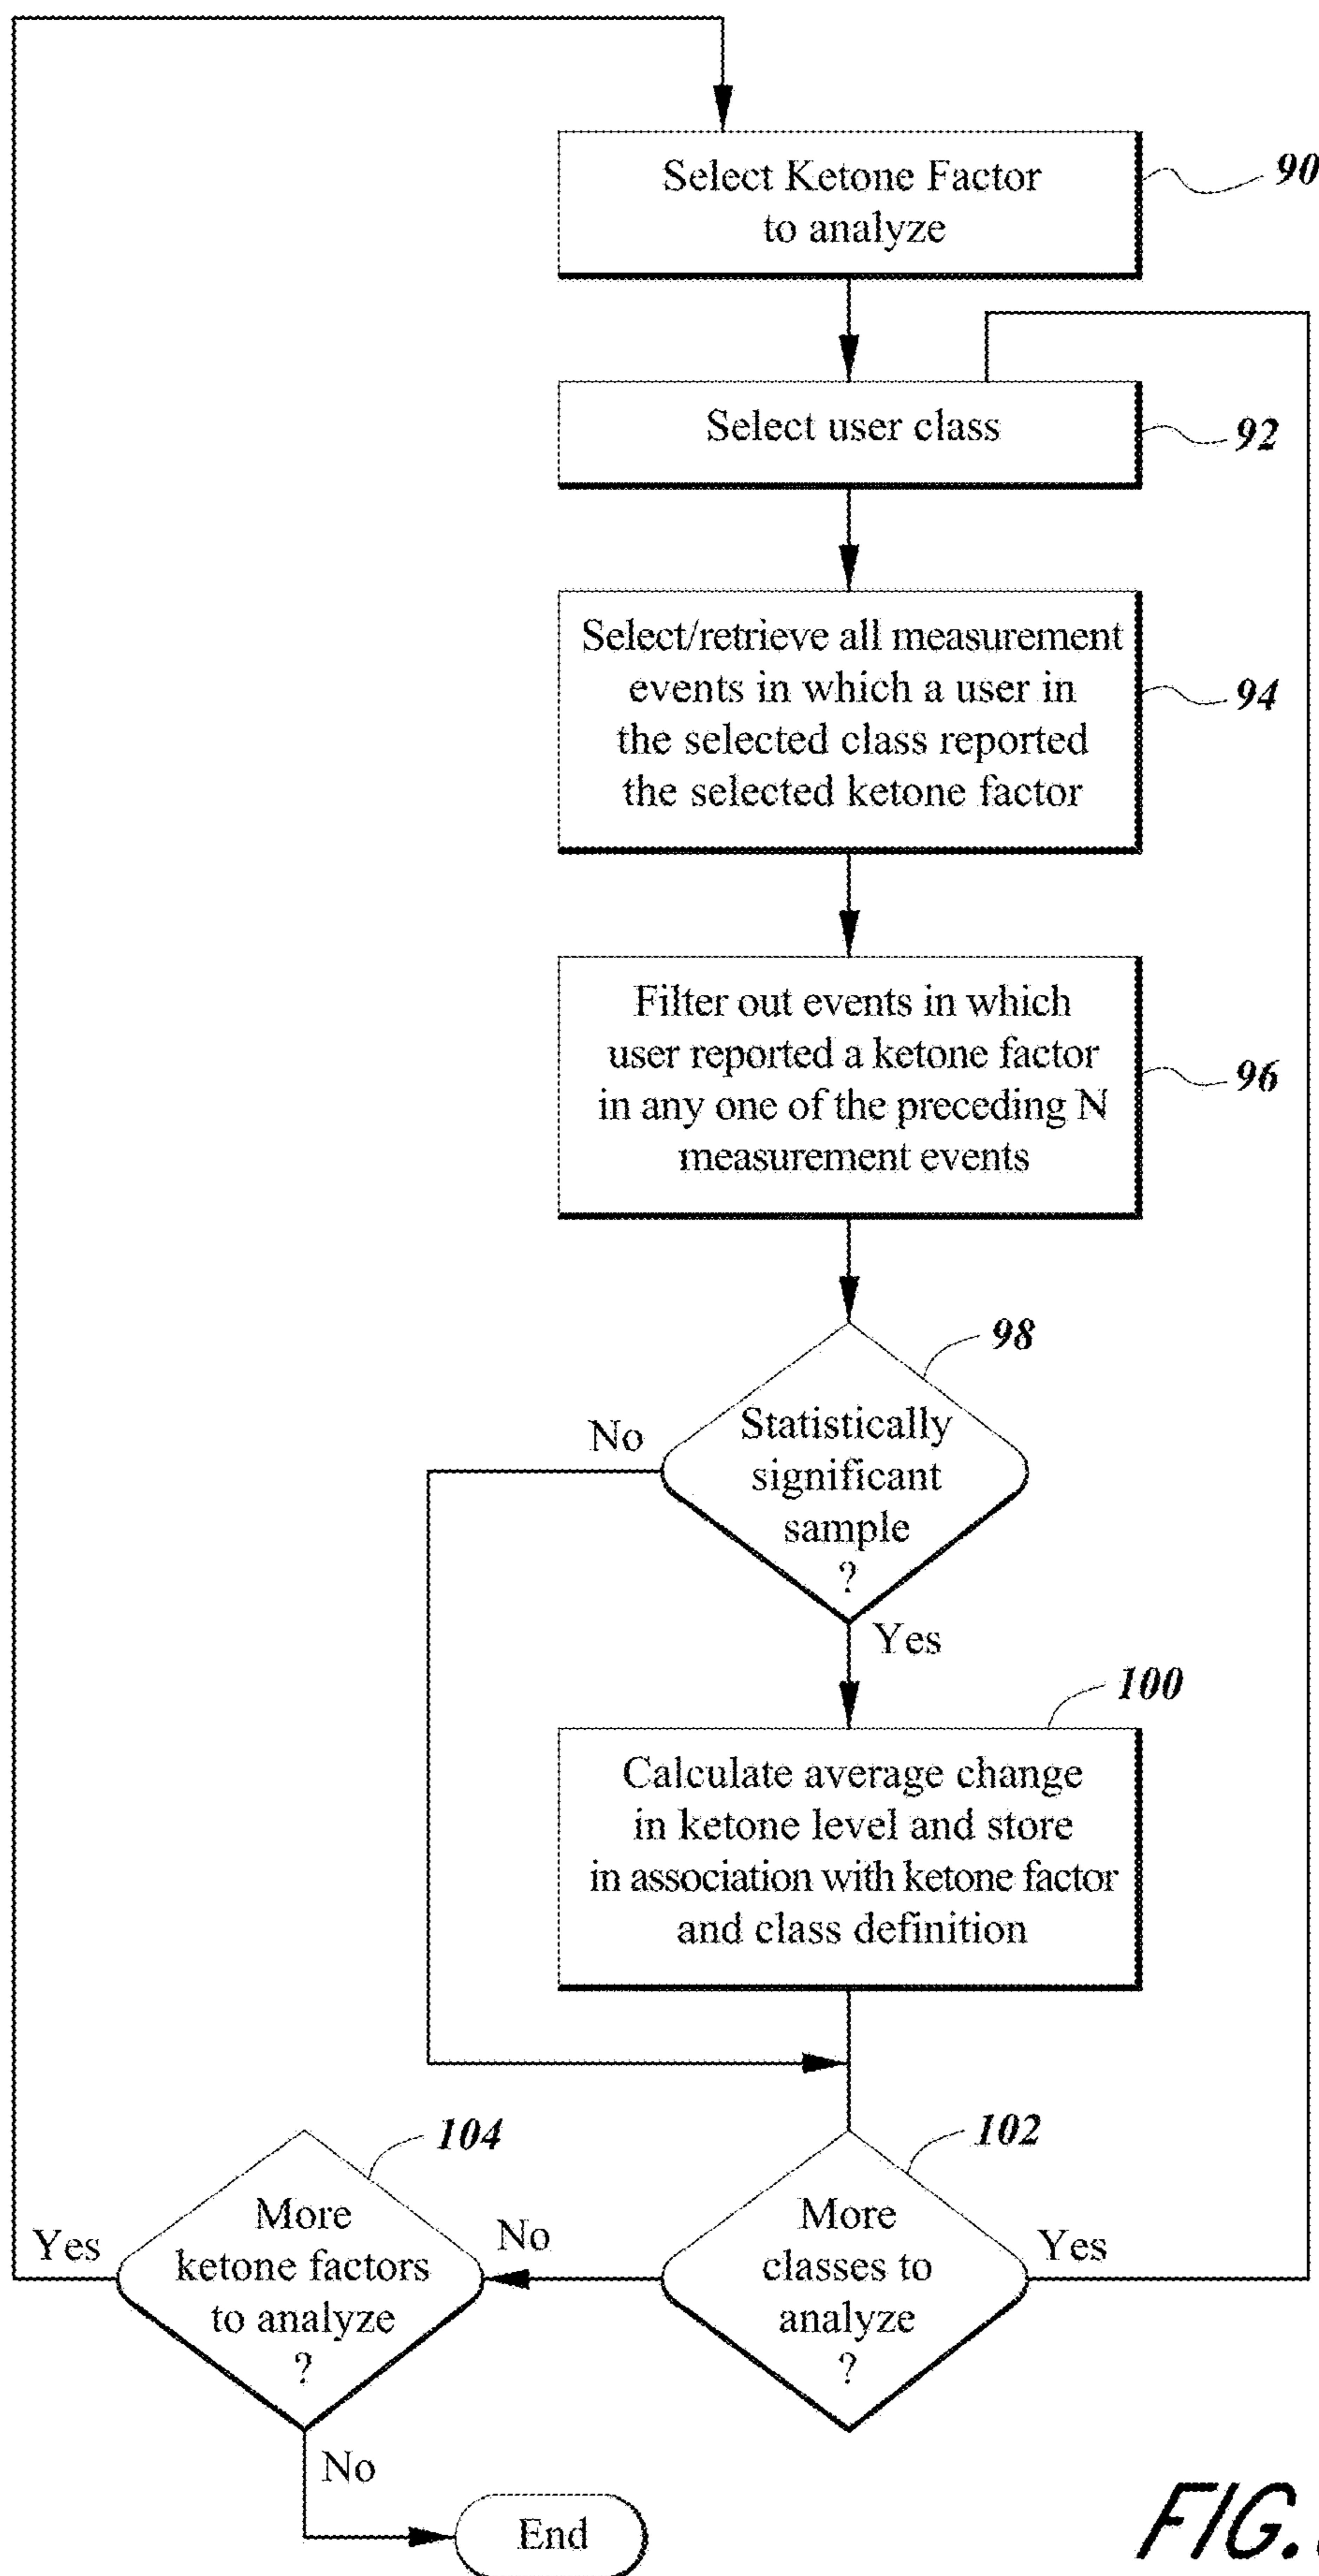 Select Ketone Factor
to analyze
90
Select user class
92
Select/retrieve all measurement
events in which a user in
the selected class reported
the selected ketone factor
94
Filter out events in which
user reported a ketone factor
in any one of the preceding N
measurement events
96
98
No
Statistically
significant
sample
?
Yes
100
Calculate average change
in ketone level and store
in association with ketone factor
and class definition
104
102
Yes
More
ketone factors
to analyze
?
No
More
classes to
analyze
?
Yes
No
End
FIG.